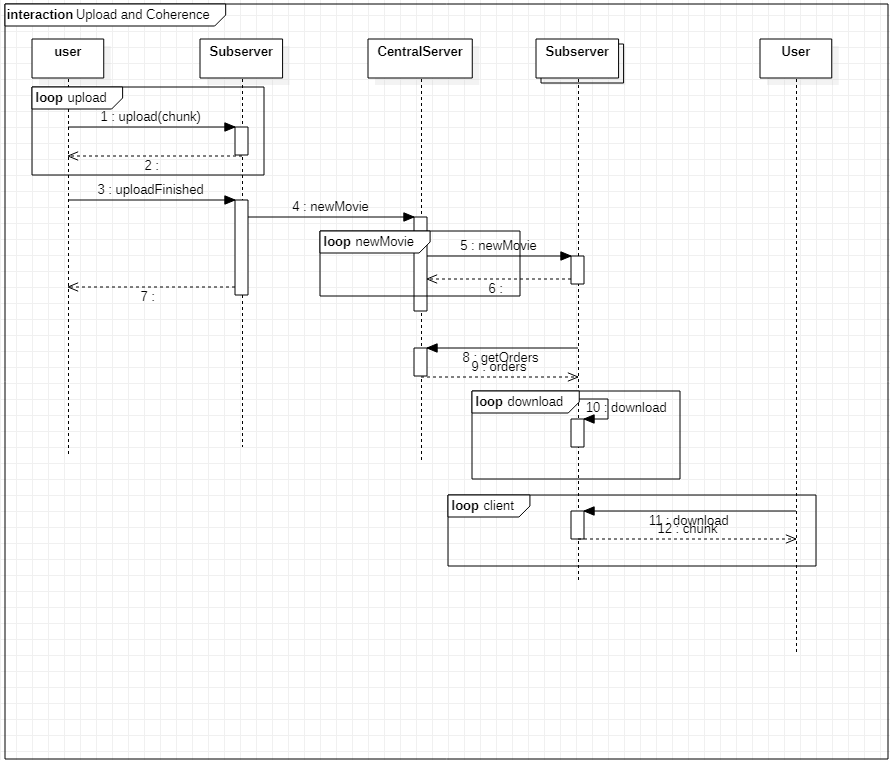 interaction Upload and Coherence
user
Subserver
CentralServer
Subserver
User
loop upload
1 : upload(chunk)
2 :
3 : uploadFinished
4 : newMovie
loop newMovie
5 : newMovie
6 :
7 :
8 : getOrders
9 : orders
loop download
10 : download
loop client
11 : download
12 : chunk